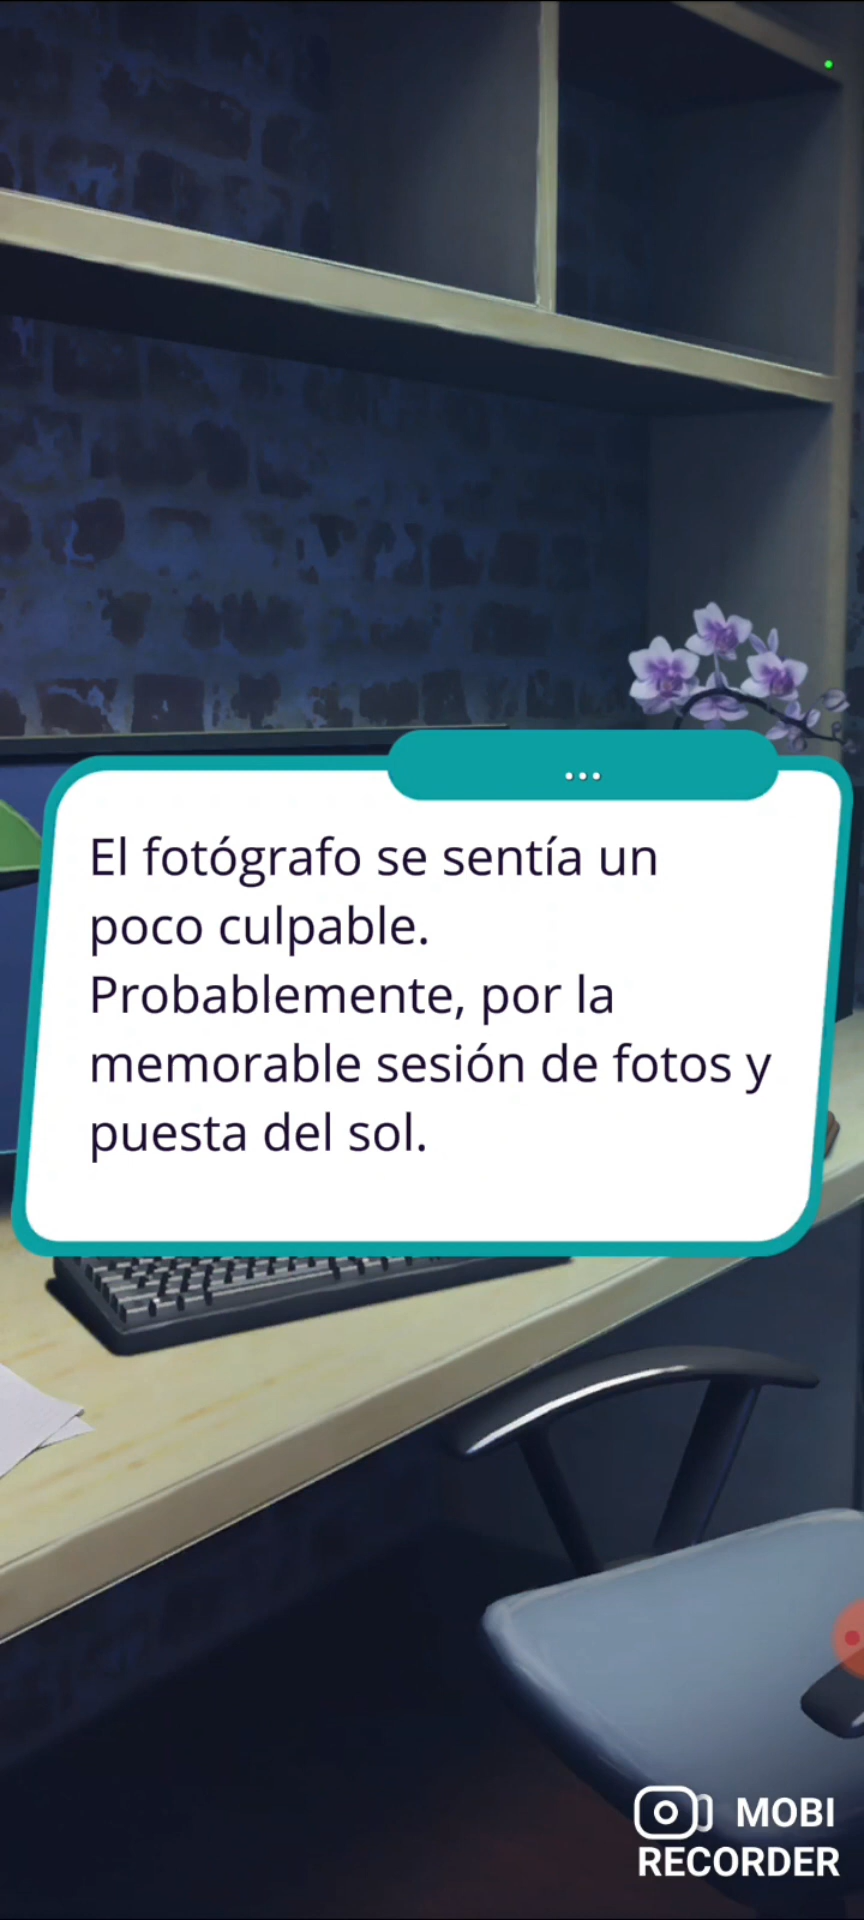 ...
El fotógrafo se sentía un
poco culpable.
Probablemente, por la
memorable sesión de fotos y
puesta del sol.
MOBI
RECORDER